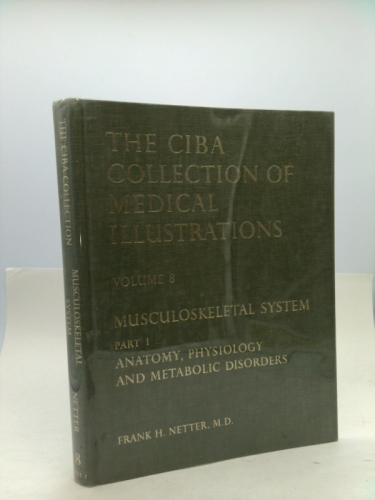 THE CIBA
COLLECTION OF
MEDICAL
ILLUSTRATIONS
VOLUME 8
MUSCULOSKELETAL SYSTEM
PART I
ANATOMY, PHYSIOLOGY
AND METABOLIC DISORDERS
FRANK H. NETTER, M.D.
THE CIBA COLLECTION
MUSCULOSKELETAL
SYSTEM
NETTER
8